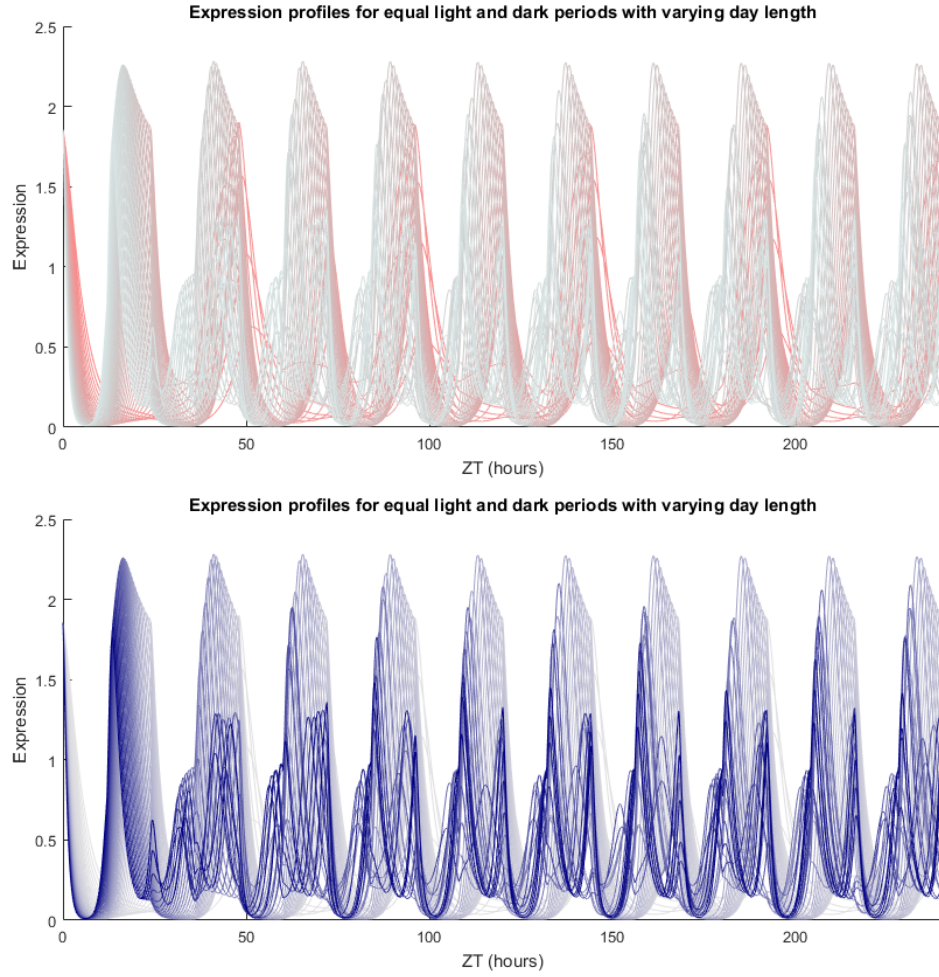 Expression profiles for equal light and dark periods with varying day length
2.5
2
1.5
1
0.5
0
Expression
0 50 100 150 200
ZT (hours)
Expression profiles for equal light and dark periods with varying day length
2.5
2
1.5
1
0.5
0
Expression
0 50 100 150 200
ZT (hours)